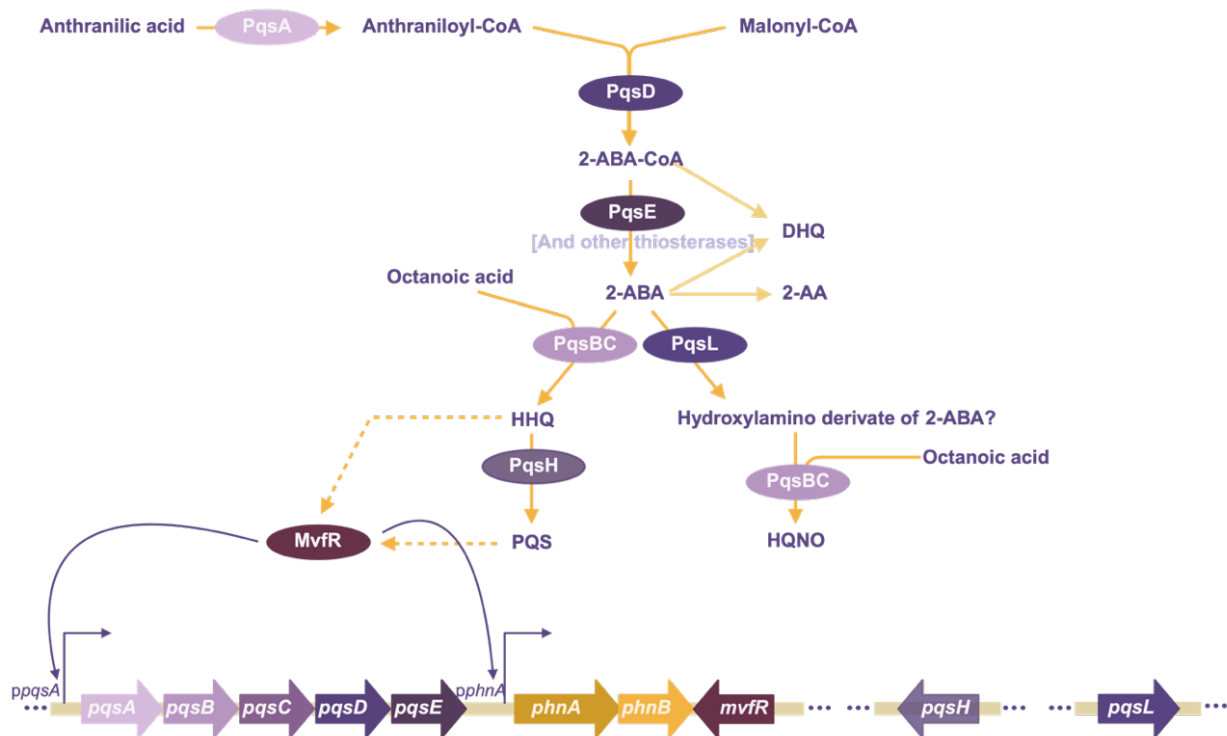 Anthranilic acid PqsA Anthraniloyl-CoA Malonyl-CoA
PqsD
2-ABA-CoA
PqsE
DHQ
[And other thiosterases]
Octanoic acid
2-ABA 2-AA
PqsBC PqsL
HHQ Hydroxylamino derivate of 2-ABA?
Octanoic acid
PqsH
PqsBC
MvfR PQS HQNO
ppqsA pphnA
... pqsA pqsB pqsC pqsD pqsE phnA phnB mvfR ... ... pqsH ... ... pqsL ...